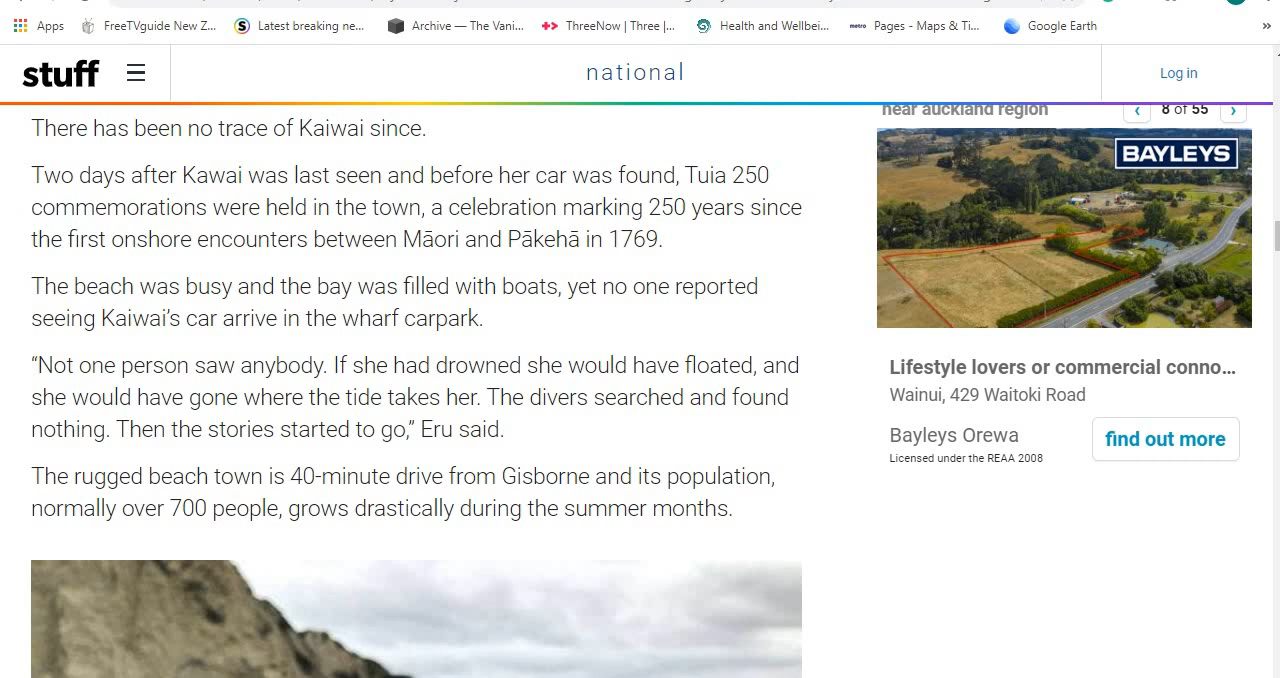 Apps
FreeTVguide New Z...
Latest breaking ne...
Archive — The Vani...
ThreeNow | Three |...
Health and Wellbei...
metro Pages - Maps & Ti...
Google Earth
»
stuff
national
Log in
There has been no trace of Kaiwai since.
Two days after Kawai was last seen and before her car was found, Tuia 250
commemorations were held in the town, a celebration marking 250 years since
the first onshore encounters between Māori and Pākehā in 1769.
The beach was busy and the bay was filled with boats, yet no one reported
seeing Kaiwai’s car arrive in the wharf carpark.
“Not one person saw anybody. If she had drowned she would have floated, and
she would have gone where the tide takes her. The divers searched and found
nothing. Then the stories started to go,” Eru said.
The rugged beach town is 40-minute drive from Gisborne and its population,
normally over 700 people, grows drastically during the summer months.
near auckland region
‹ 8 of 55 ›
BAYLEYS
Lifestyle lovers or commercial conno...
Wainui, 429 Waitoki Road
Bayleys Orewa
Licensed under the REAA 2008
find out more